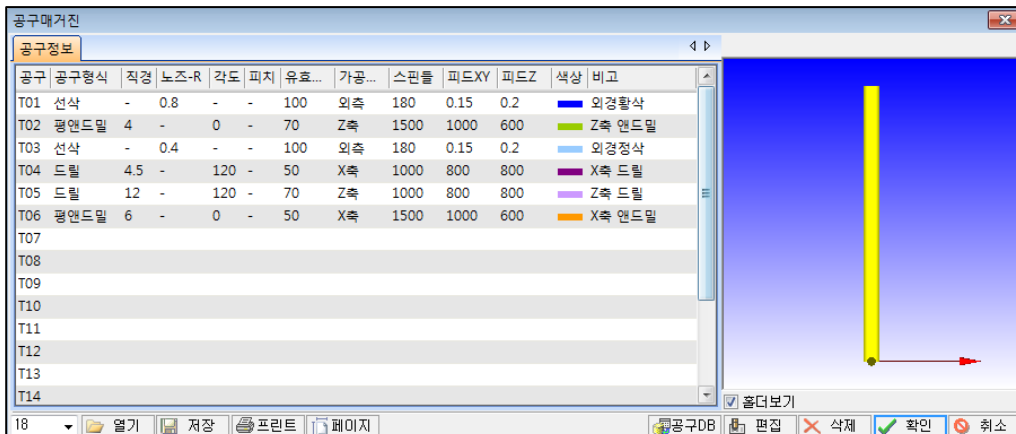 공구매거진
공구정보
공구 공구형식 직경 노즈-R 각도 피치 유효... 가공... 스핀들 피드XY 피드Z 색상 비고
T01 선삭 - 0.8 - - 100 외측 180 0.15 0.2 외경황삭
T02 평앤드밀 4 - 0 - 70 Z축 1500 1000 600 Z축 앤드밀
T03 선삭 - 0.4 - - 100 외측 180 0.15 0.2 외경정삭
T04 드릴 4.5 - 120 - 50 X축 1000 800 800 X축 드릴
T05 드릴 12 - 120 - 70 Z축 1000 800 800 Z축 드릴
T06 평앤드밀 6 - 0 - 50 X축 1500 1000 600 X축 앤드밀
T07
T08
T09
T10
T11
T12
T13
T14
홀더보기
18 열기 저장 프린트 페이지 공구DB 편집 삭제 확인 취소